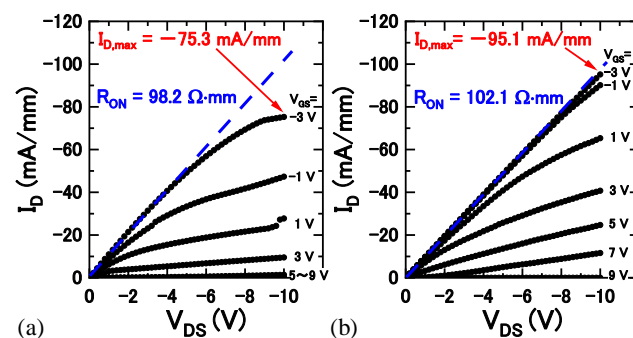 I_D,max = −75.3 mA/mm
R_ON = 98.2 Ω·mm
V_GS=
−3 V
−1 V
1 V
3 V
5~9 V
I_D (mA/mm)
-120
-100
-80
-60
-40
-20
0
0 -2 -4 -6 -8 -10
V_DS (V)
(a)
I_D,max = −95.1 mA/mm
R_ON = 102.1 Ω·mm
V_GS=
−3 V
−1 V
1 V
3 V
5 V
7 V
9 V
I_D (mA/mm)
-120
-100
-80
-60
-40
-20
0
0 -2 -4 -6 -8 -10
V_DS (V)
(b)